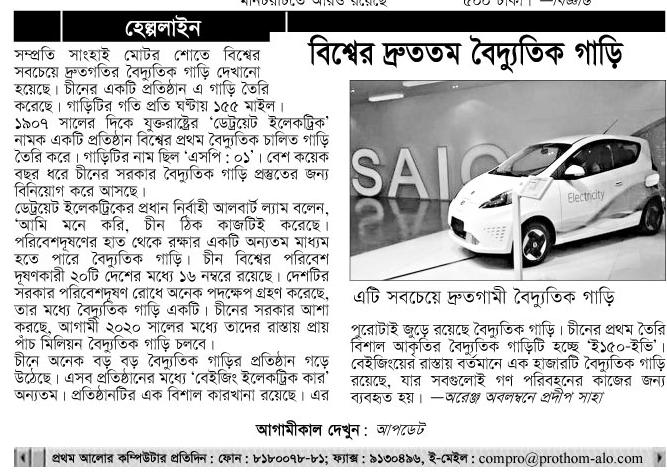 ৫০০ টাকা। —বিজ্ঞপ্তি
হেল্পলাইন
বিশ্বের দ্রুততম বৈদ্যুতিক গাড়ি
সম্প্রতি সাংহাই মোটর শোতে বিশ্বের
সবচেয়ে দ্রুতগতির বৈদ্যুতিক গাড়ি দেখানো
হয়েছে। চীনের একটি প্রতিষ্ঠান এ গাড়ি তৈরি
করেছে। গাড়িটির গতি প্রতি ঘণ্টায় ১৫৫ মাইল।
১৯০৭ সালের দিকে যুক্তরাষ্ট্রের ‘ডেট্রয়েট ইলেকট্রিক’
নামক একটি প্রতিষ্ঠান বিশ্বের প্রথম বৈদ্যুতিক চালিত গাড়ি
তৈরি করে। গাড়িটির নাম ছিল ‘এসপি : ০১’। বেশ কয়েক
বছর ধরে চীনের সরকার বৈদ্যুতিক গাড়ি প্রস্তুতের জন্য
বিনিয়োগ করে আসছে।
ডেট্রয়েট ইলেকট্রিকের প্রধান নির্বাহী আলবার্ট ল্যাম বলেন,
‘আমি মনে করি, চীন ঠিক কাজটিই করেছে।
পরিবেশদূষণের হাত থেকে রক্ষার একটি অন্যতম মাধ্যম
হতে পারে বৈদ্যুতিক গাড়ি। চীন বিশ্বের পরিবেশ
দূষণকারী ২০টি দেশের মধ্যে ১৬ নম্বরে রয়েছে। দেশটির
সরকার পরিবেশদূষণ রোধে অনেক পদক্ষেপ গ্রহণ করেছে,
তার মধ্যে বৈদ্যুতিক গাড়ি একটি। চীনের সরকার আশা
করছে, আগামী ২০২০ সালের মধ্যে তাদের রাস্তায় প্রায়
পাঁচ মিলিয়ন বৈদ্যুতিক গাড়ি চলবে।
চীনে অনেক বড় বড় বৈদ্যুতিক গাড়ির প্রতিষ্ঠান গড়ে
উঠেছে। এসব প্রতিষ্ঠানের মধ্যে ‘বেইজিং ইলেকট্রিক কার’
অন্যতম। প্রতিষ্ঠানটির এক বিশাল কারখানা রয়েছে। এর
SAIC
Electricity
এটি সবচেয়ে দ্রুতগামী বৈদ্যুতিক গাড়ি
পুরোটাই জুড়ে রয়েছে বৈদ্যুতিক গাড়ি। চীনের প্রথম তৈরি
বিশাল আকৃতির বৈদ্যুতিক গাড়িটি হচ্ছে ‘ই১৫০-ইভি’।
বেইজিংয়ের রাস্তায় বর্তমানে এক হাজারটি বৈদ্যুতিক গাড়ি
রয়েছে, যার সবগুলোই গণ পরিবহনের কাজের জন্য
ব্যবহৃত হয়। —অরেঞ্জ অবলম্বনে প্রদীপ সাহা
আগামীকাল দেখুন : আপডেট
প্রথম আলোর কম্পিউটার প্রতিদিন : ফোন : ৮১৮০০৭৮-৮১; ফ্যাক্স : ৯১৩০৪৯৬, ই-মেইল : compro@prothom-alo.com